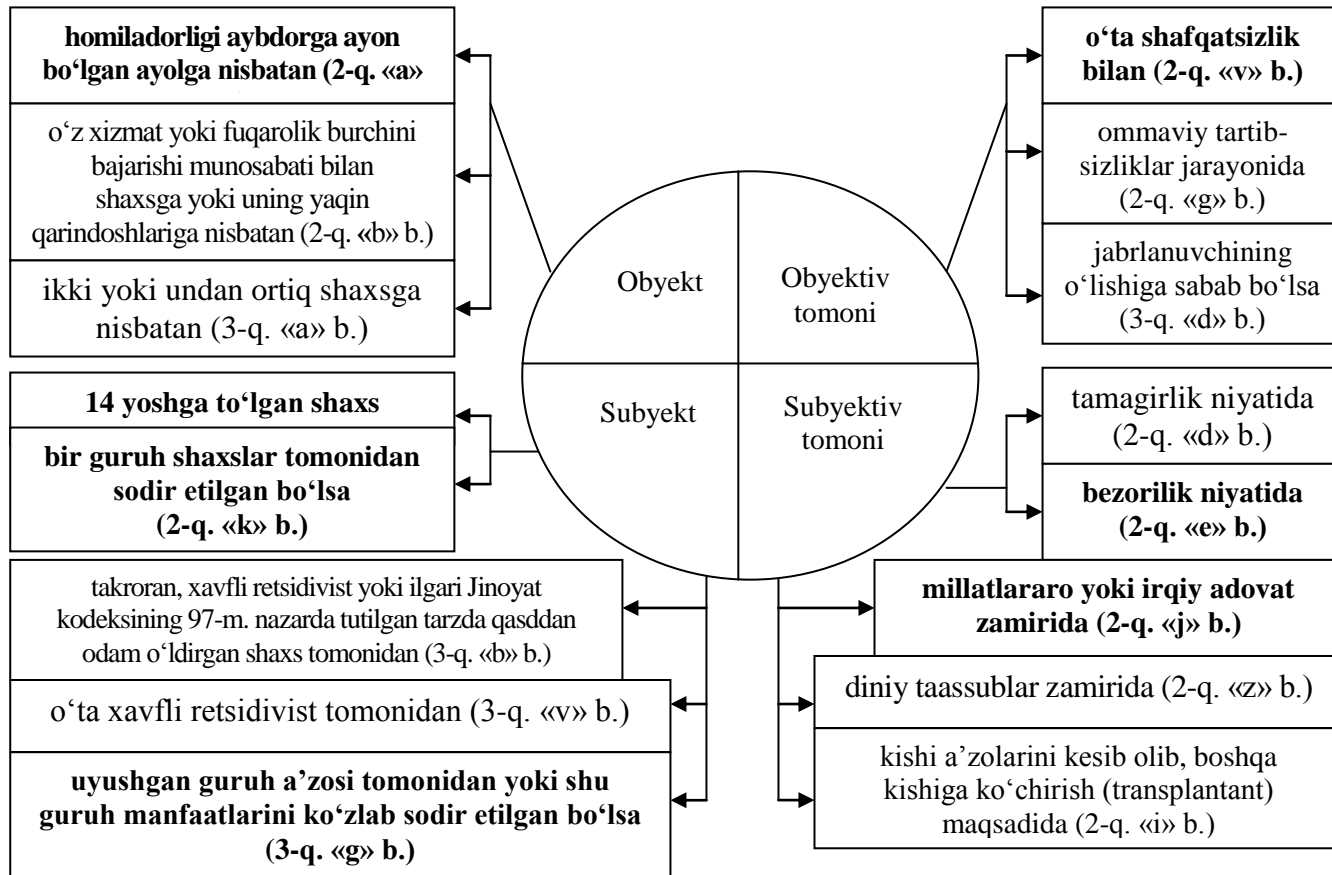 homiladorligi aybdorga ayon
bo‘lgan ayolga nisbatan (2-q. «a»
o‘z xizmat yoki fuqarolik burchini
bajarishi munosabati bilan
shaxsga yoki uning yaqin
qarindoshlariga nisbatan (2-q. «b» b.)
ikki yoki undan ortiq shaxsga
nisbatan (3-q. «a» b.)
o‘ta shafqatsizlik
bilan (2-q. «v» b.)
ommaviy tartib-
sizliklar jarayonida
(2-q. «g» b.)
jabrlanuvchining
o‘lishiga sabab bo‘lsa
(3-q. «d» b.)
Obyekt
Obyektiv
tomoni
Subyekt
Subyektiv
tomoni
14 yoshga to‘lgan shaxs
bir guruh shaxslar tomonidan
sodir etilgan bo‘lsa
(2-q. «k» b.)
tamagirlik niyatida
(2-q. «d» b.)
bezorilik niyatida
(2-q. «e» b.)
takroran, xavfli retsidivist yoki ilgari Jinoyat
kodeksining 97-m. nazarda tutilgan tarzda qasddan
odam o‘ldirgan shaxs tomonidan (3-q. «b» b.)
o‘ta xavfli retsidivist tomonidan (3-q. «v» b.)
uyushgan guruh a’zosi tomonidan yoki shu
guruh manfaatlarini ko‘zlab sodir etilgan bo‘lsa
(3-q. «g» b.)
millatlararo yoki irqiy adovat
zamirida (2-q. «j» b.)
diniy taassublar zamirida (2-q. «z» b.)
kishi a’zolarini kesib olib, boshqa
kishiga ko‘chirish (transplantant)
maqsadida (2-q. «i» b.)